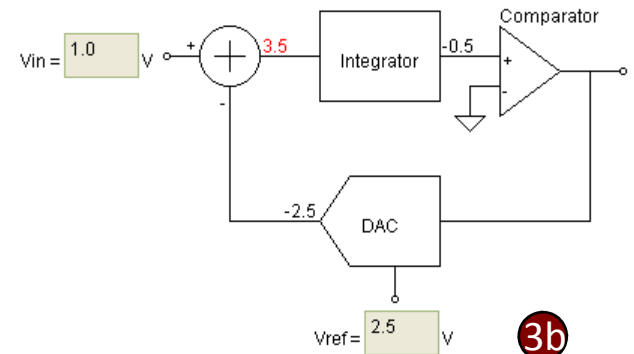 Comparator
Vin = 1.0 V + 3.5 Integrator -0.5 +
-
-
-2.5 DAC
Vref = 2.5 V
3b